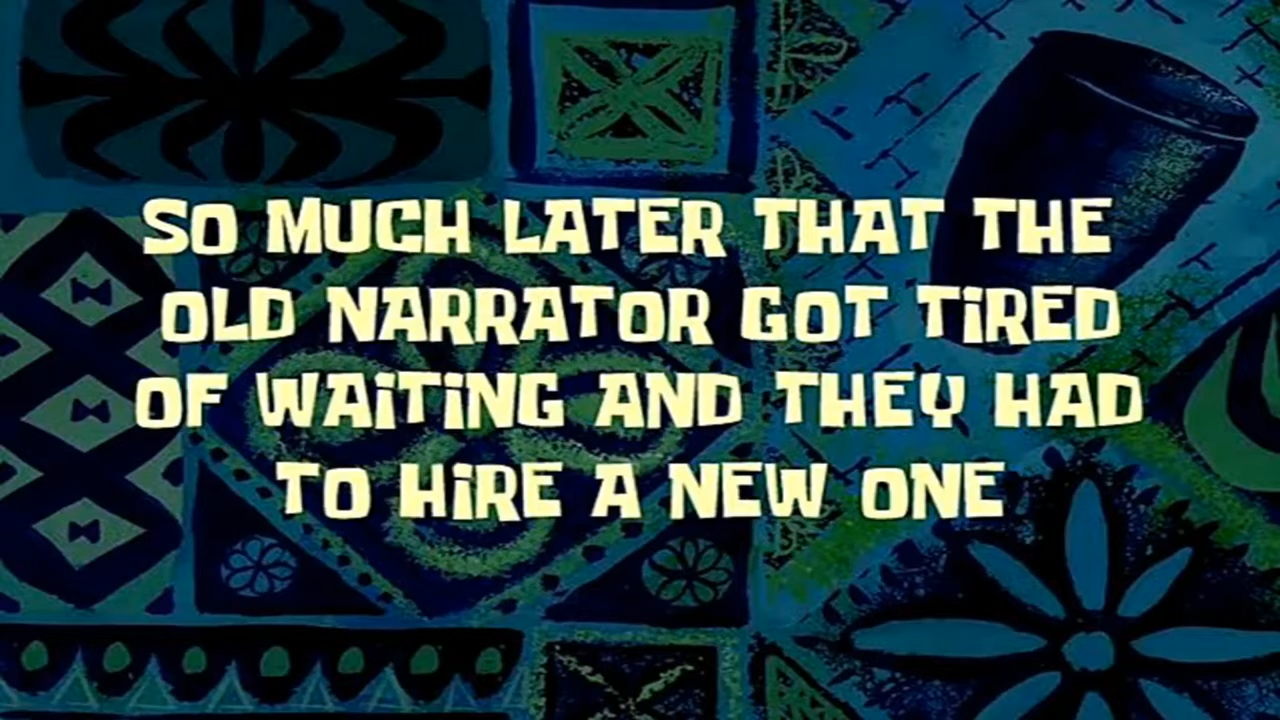 SO MUCH LATER THAT THE
OLD NARRATOR GOT TiRED
OF WAiTiNG AND THEY HAD
TO HiRE A NEW ONE